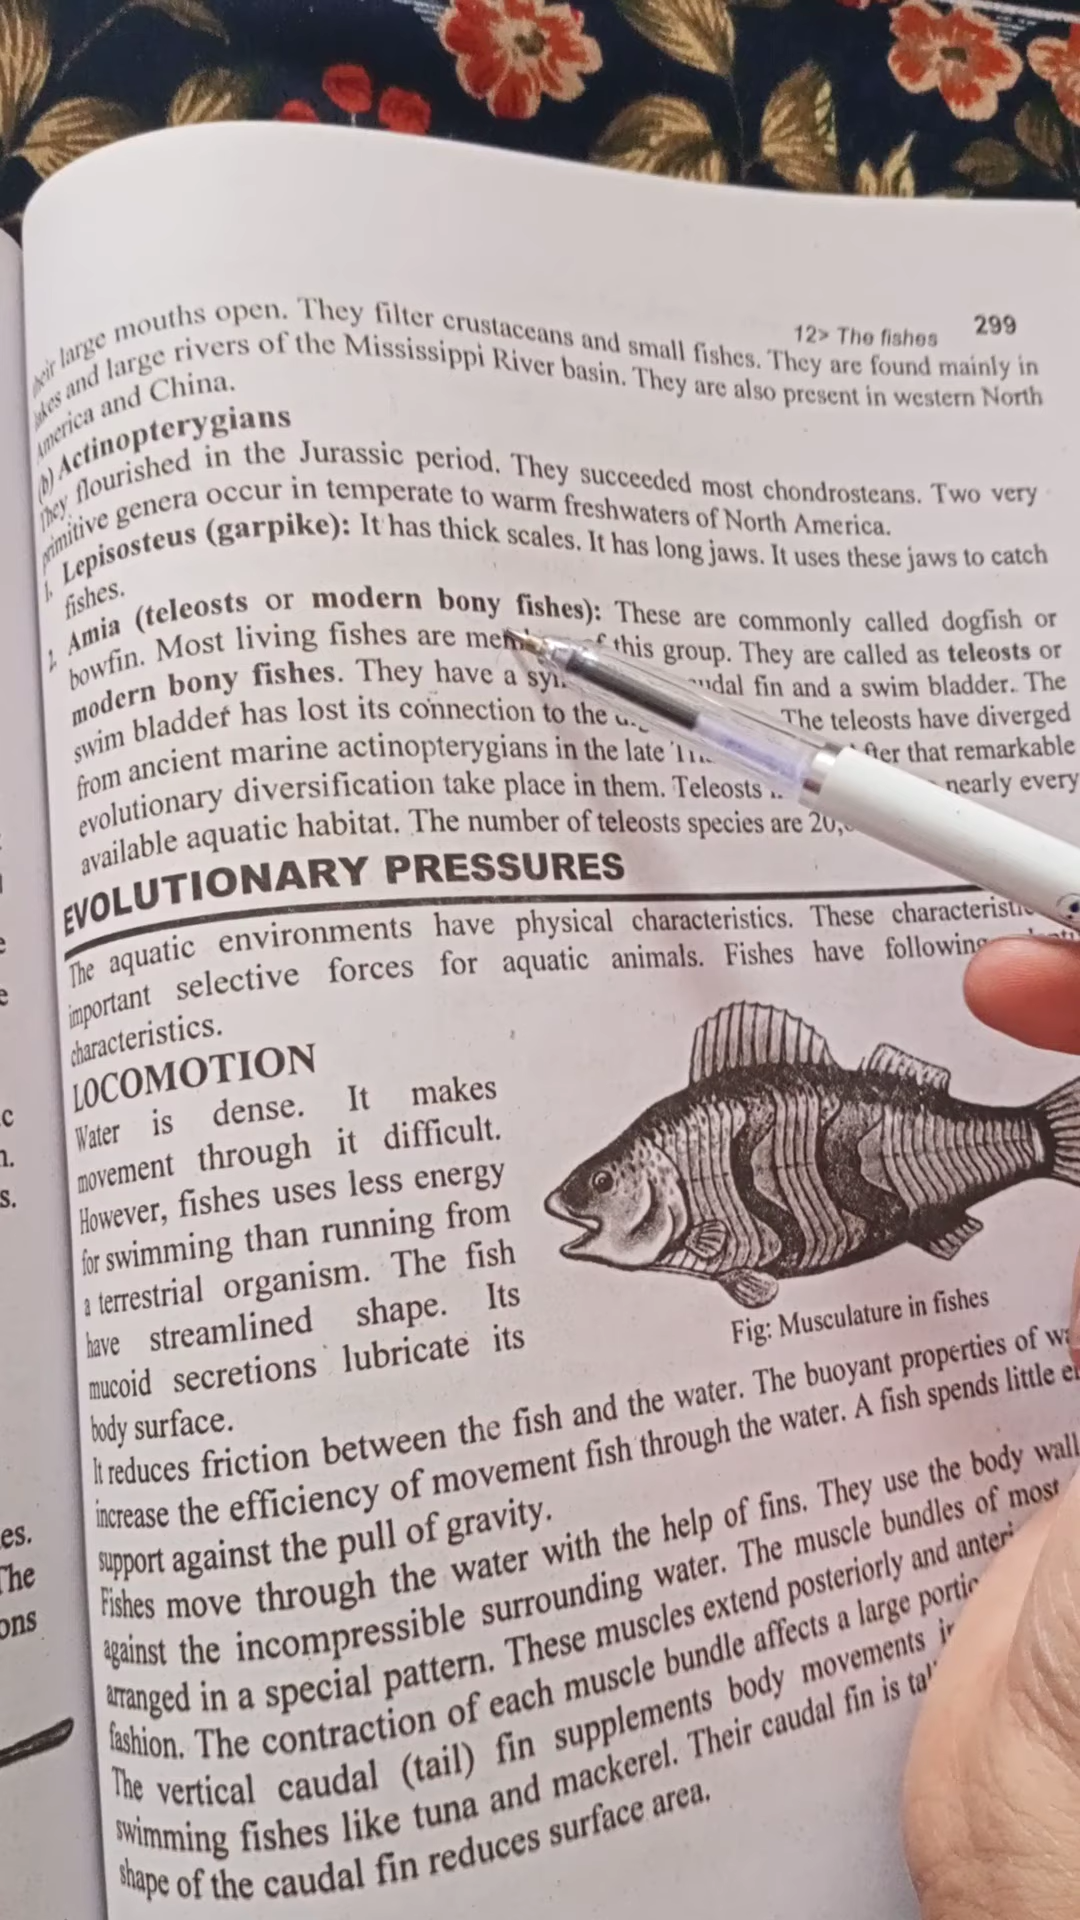 12> The fishes 299
their large mouths open. They filter crustaceans and small fishes. They are found mainly in
lakes and large rivers of the Mississippi River basin. They are also present in western North
America and China.
(b) Actinopterygians
They flourished in the Jurassic period. They succeeded most chondrosteans. Two very
primitive genera occur in temperate to warm freshwaters of North America.
1. Lepisosteus (garpike): It has thick scales. It has long jaws. It uses these jaws to catch
fishes.
2. Amia (teleosts or modern bony fishes): These are commonly called dogfish or
bowfin. Most living fishes are of this group. They are called as teleosts or
modern bony fishes. They have a caudal fin and a swim bladder. The
swim bladder has lost its connection to the The teleosts have diverged
from ancient marine actinopterygians in the late After that remarkable
evolutionary diversification take place in them. Teleosts nearly every
available aquatic habitat. The number of teleosts species are
EVOLUTIONARY PRESSURES
The aquatic environments have physical characteristics. These
important selective forces for aquatic animals. Fishes have following
characteristics.
LOCOMOTION
Water is dense. It makes
movement through it difficult.
However, fishes uses less energy
for swimming than running from
a terrestrial organism. The fish
have streamlined shape. Its
mucoid secretions lubricate its
body surface.
Fig: Musculature in fishes
It reduces friction between the fish and the water. The buoyant properties of
increase the efficiency of movement fish through the water. A fish spends little
support against the pull of gravity.
Fishes move through the water with the help of fins. They use the body wall
against the incompressible surrounding water. The muscle bundles of most
arranged in a special pattern. These muscles extend posteriorly and
fashion. The contraction of each muscle bundle affects a large
The vertical caudal (tail) fin supplements body movements
swimming fishes like tuna and mackerel. Their caudal fin is
shape of the caudal fin reduces surface area.
es.
The
ons